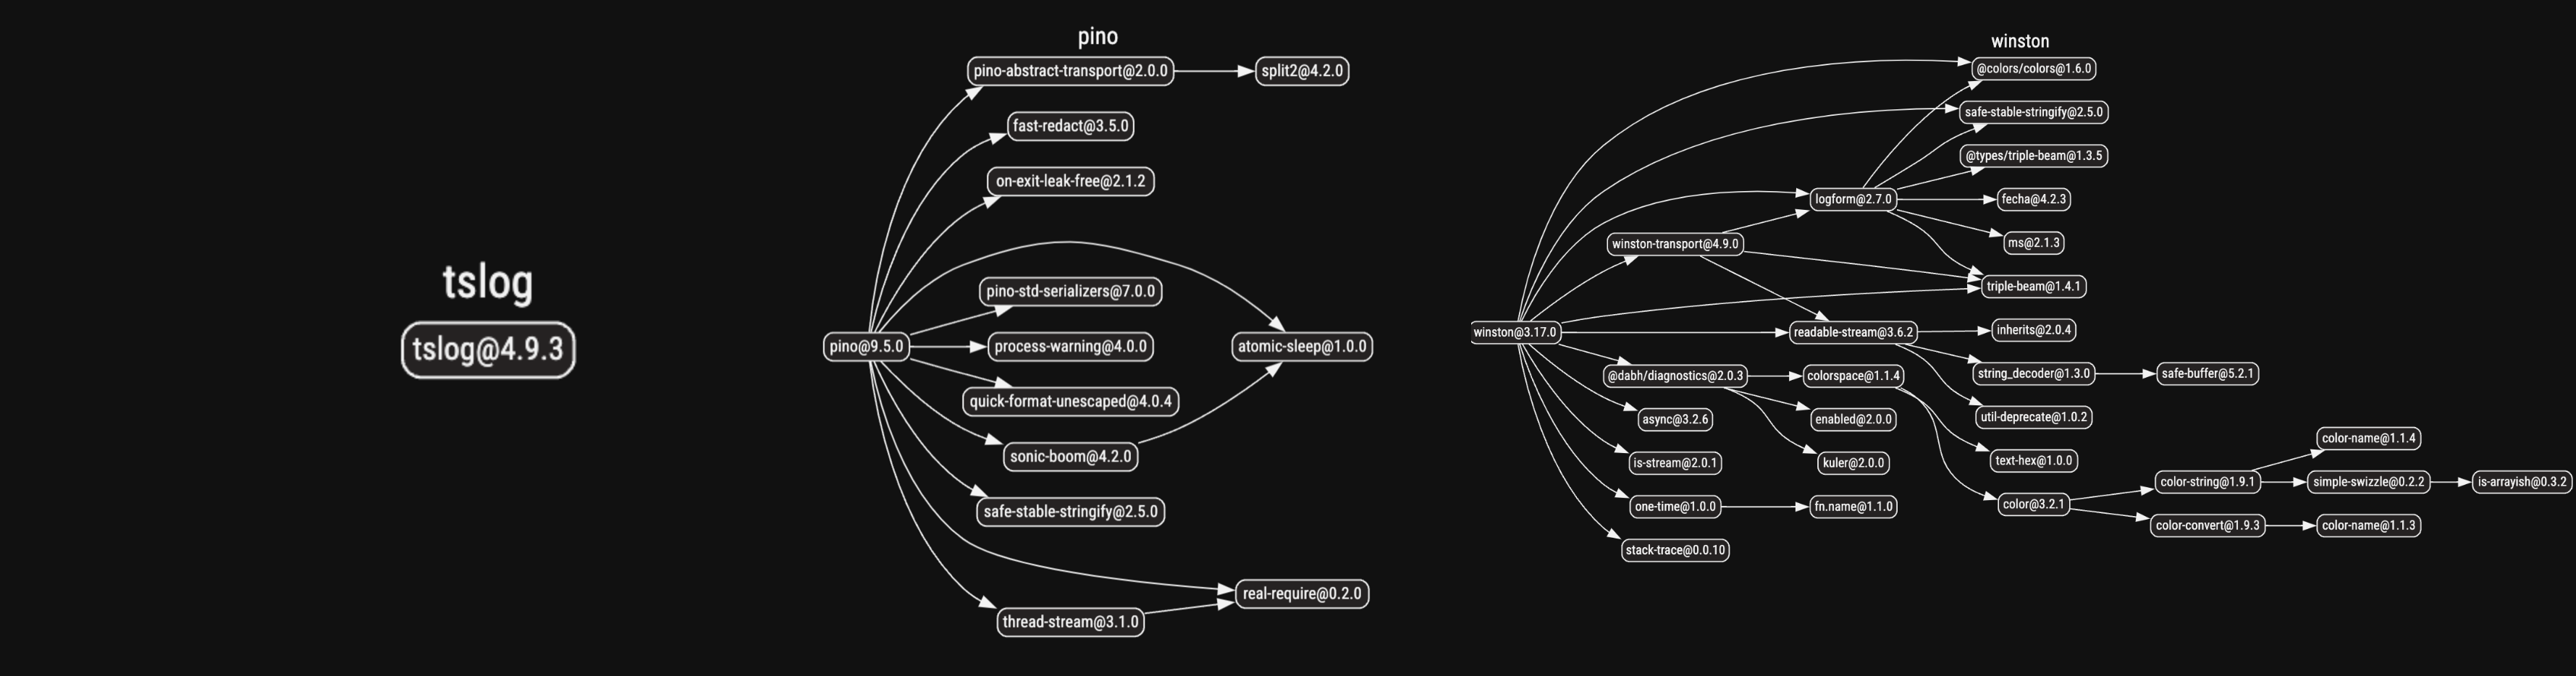 tslog
tslog@4.9.3
pino
pino-abstract-transport@2.0.0
split2@4.2.0
fast-redact@3.5.0
on-exit-leak-free@2.1.2
pino-std-serializers@7.0.0
pino@9.5.0
process-warning@4.0.0
atomic-sleep@1.0.0
quick-format-unescaped@4.0.4
sonic-boom@4.2.0
safe-stable-stringify@2.5.0
real-require@0.2.0
thread-stream@3.1.0
winston
@colors/colors@1.6.0
safe-stable-stringify@2.5.0
@types/triple-beam@1.3.5
logform@2.7.0
fecha@4.2.3
winston-transport@4.9.0
ms@2.1.3
triple-beam@1.4.1
winston@3.17.0
readable-stream@3.6.2
inherits@2.0.4
@dabh/diagnostics@2.0.3
colorspace@1.1.4
string_decoder@1.3.0
safe-buffer@5.2.1
async@3.2.6
enabled@2.0.0
util-deprecate@1.0.2
color-name@1.1.4
is-stream@2.0.1
kuler@2.0.0
text-hex@1.0.0
color-string@1.9.1
simple-swizzle@0.2.2
is-arrayish@0.3.2
one-time@1.0.0
fn.name@1.1.0
color@3.2.1
color-convert@1.9.3
color-name@1.1.3
stack-trace@0.0.10